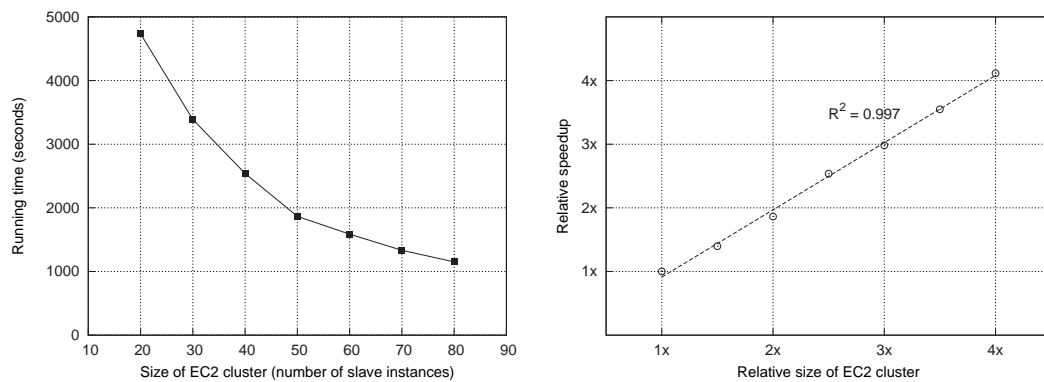 5000
4000
3000
2000
1000
0
Running time (seconds)
10 20 30 40 50 60 70 80 90
Size of EC2 cluster (number of slave instances)
4x
3x
2x
1x
Relative speedup
R² = 0.997
1x 2x 3x 4x
Relative size of EC2 cluster